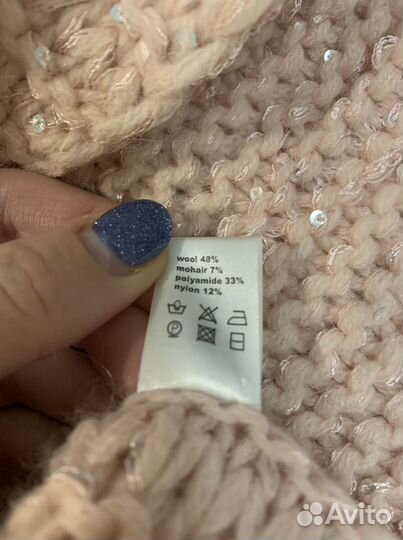 wool 48%
mohair 7%
polyamide 33%
nylon 12%
Avito